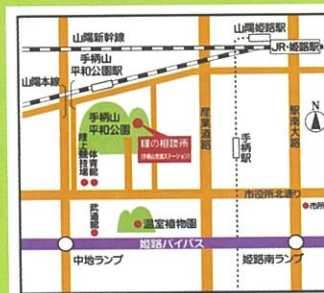 山陽新幹線
山陽姫路駅
JR・姫路駅
手柄山
平和公園駅
山陽本線
N
手柄山
平和公園
緑の相談所
(手柄山交流ステーション)
陸上競技場
体育館
産業道路
手柄駅
駅南大路
市役所北通り
市役所
武道館
温室植物園
姫路バイパス
中地ランプ
姫路南ランプ